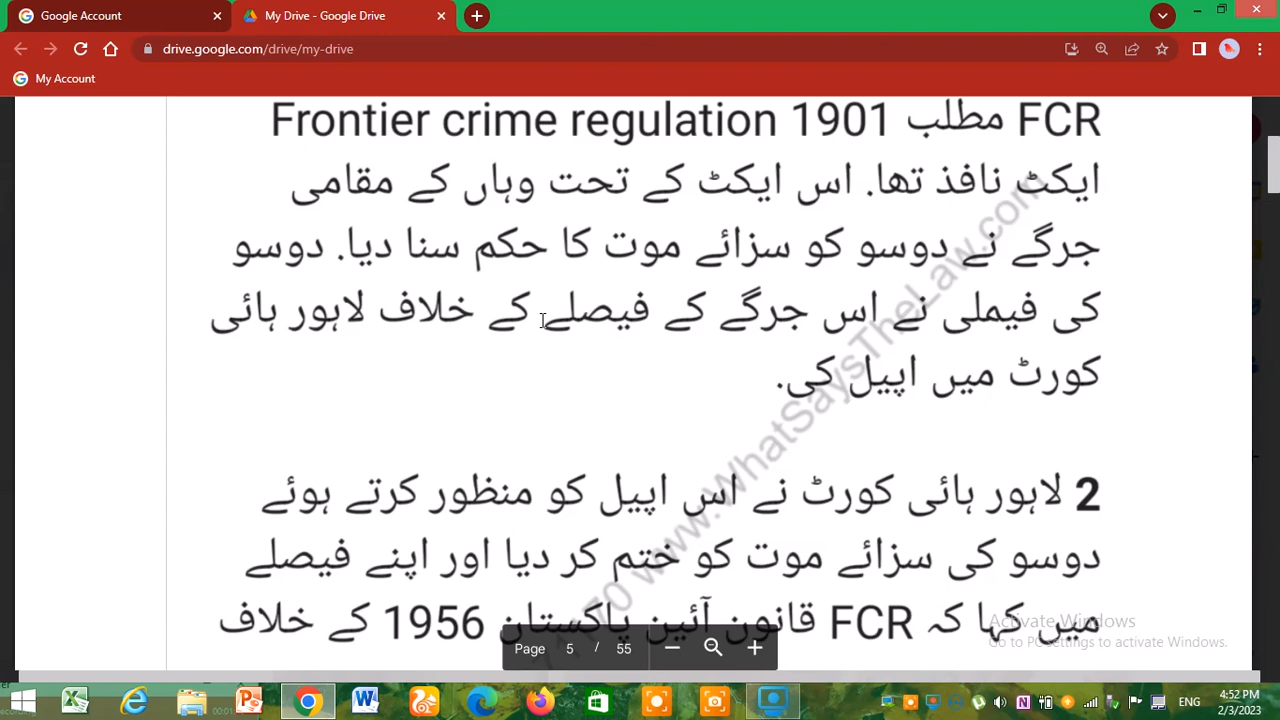 Google Account
My Drive - Google Drive
drive.google.com/drive/my-drive
My Account
FCR مطلب Frontier crime regulation 1901
ایکٹ نافذ تھا. اس ایکٹ کے تحت وہاں کے مقامی
جرگے نے دوسو کو سزائے موت کا حکم سنا دیا. دوسو
کی فیملی نے اس جرگے کے فیصلے کے خلاف لاہور ہائی
کورٹ میں اپیل کی.
2 لاہور ہائی کورٹ نے اس اپیل کو منظور کرتے ہوئے
دوسو کی سزائے موت کو ختم کر دیا اور اپنے فیصلے
میں کہا کہ FCR قانون آئین پاکستان 1956 کے خلاف
www.WhatSaysTheLaw.com
Activate Windows
Go to PC settings to activate Windows.
Page 5 / 55
ENG
4:52 PM
2/3/2023